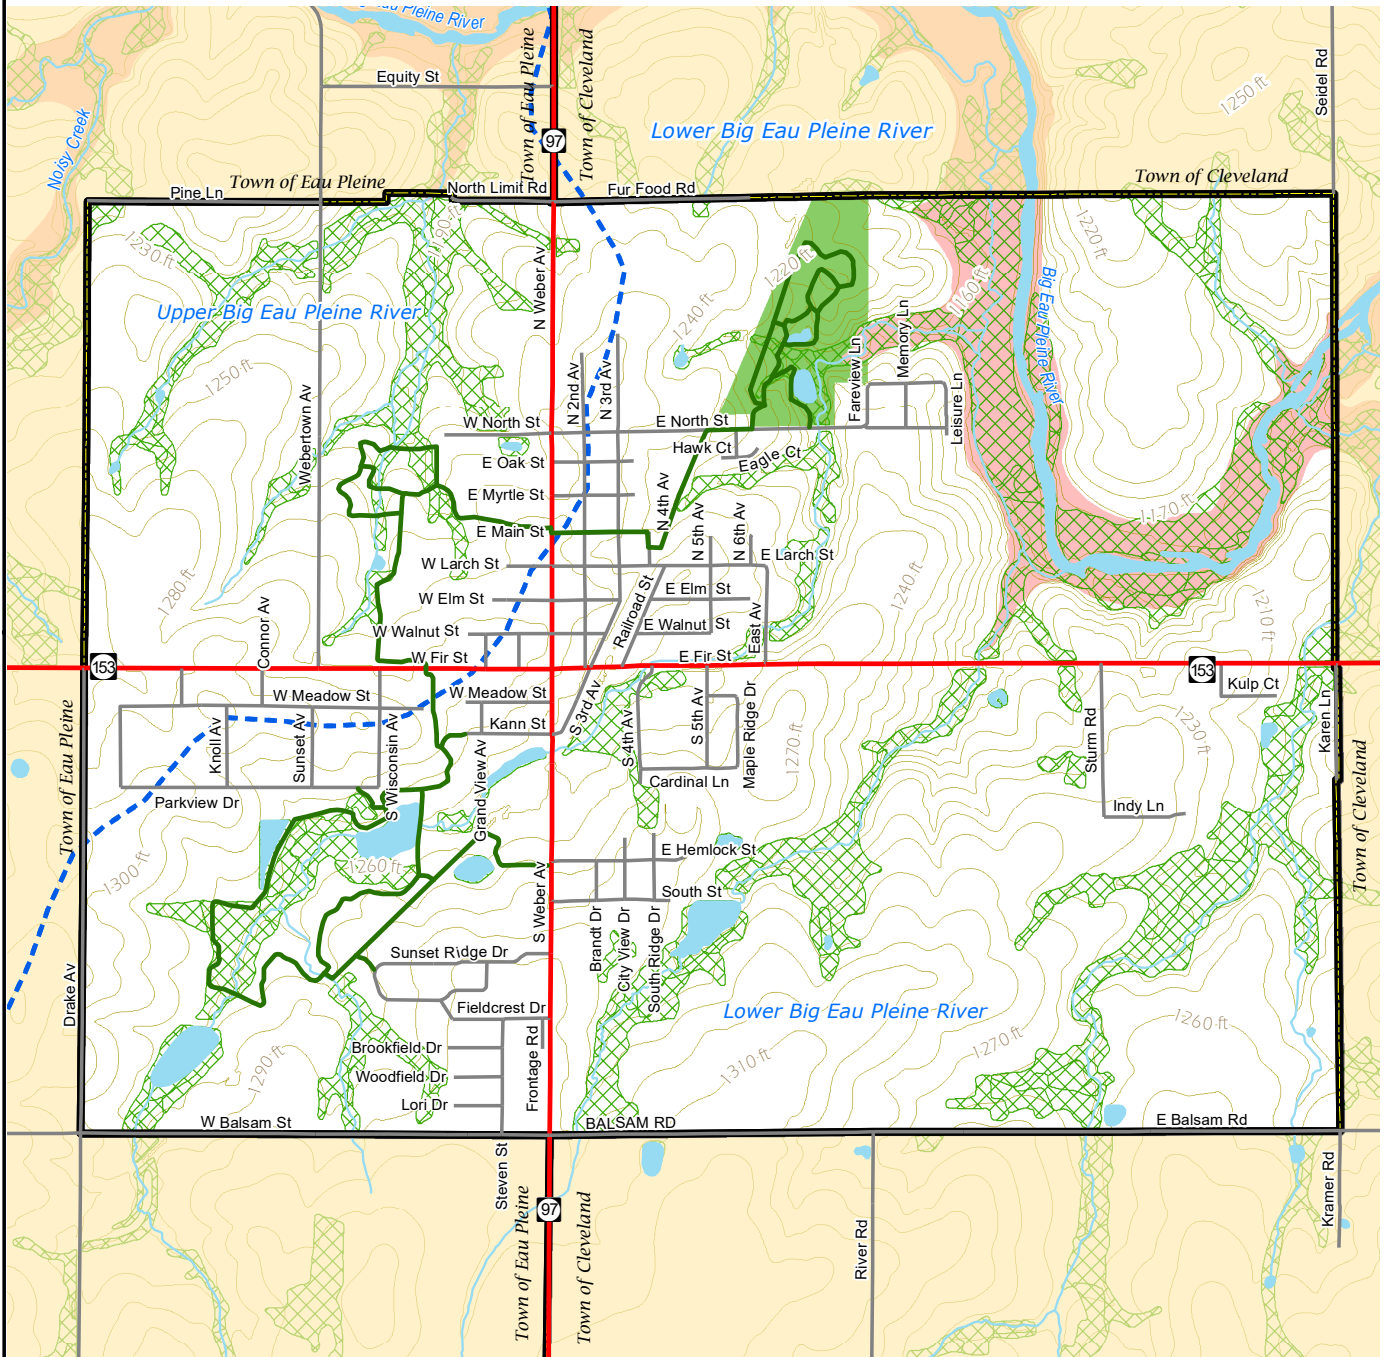 Big Eau Pleine River
Equity St
Town of Eau Pleine
Town of Cleveland
Seidel Rd
1250 ft
Noisy Creek
97
Lower Big Eau Pleine River
Town of Eau Pleine
Town of Cleveland
Pine Ln
North Limit Rd
Fur Food Rd
1230 ft
1190 ft
N Weber Av
1220 ft
1220 ft
1160 ft
Big Eau Pleine River
Upper Big Eau Pleine River
1240 ft
1250 ft
Webertown Av
N 2nd Av
N 3rd Av
Fareview Ln
Memory Ln
Leisure Ln
W North St
E North St
Hawk Ct
Eagle Ct
E Oak St
E Myrtle St
N 4th Av
N 5th Av
N 6th Av
1170 ft
E Main St
E Larch St
W Larch St
1280 ft
W Elm St
E Elm St
1240 ft
1210 ft
Connor Av
Railroad St
W Walnut St
E Walnut St
East Av
153
W Fir St
E Fir St
153
Kulp Ct
W Meadow St
W Meadow St
Kann St
S 3rd Av
S 4th Av
S 5th Av
Maple Ridge Dr
1270 ft
Sturm Rd
1230 ft
Karen Ln
Town of Eau Pleine
Knoll Av
Sunset Av
S Wisconsin Av
Grand View Av
Cardinal Ln
Parkview Dr
Indy Ln
Town of Cleveland
1300 ft
1260 ft
E Hemlock St
S Weber Av
South St
Brandt Dr
City View Dr
South Ridge Dr
Sunset Ridge Dr
Drake Av
Fieldcrest Dr
Lower Big Eau Pleine River
1260 ft
1270 ft
Brookfield Dr
Frontage Rd
1290 ft
1310 ft
Woodfield Dr
Lori Dr
W Balsam St
BALSAM RD
E Balsam Rd
Steven St
Town of Eau Pleine
97
Town of Cleveland
River Rd
Kramer Rd